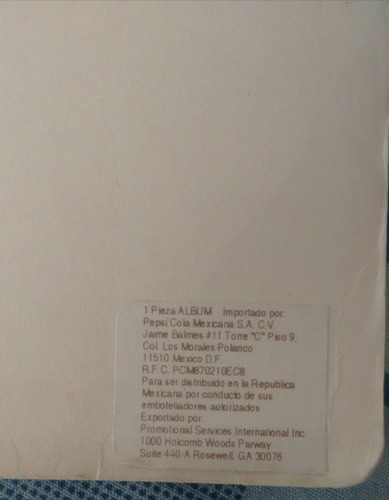 1 Pieza ALBUM Importado por:
Pepsi Cola Mexicana S.A. C.V.
Jaime Balmes #11 Torre "C" Piso 9,
Col. Los Morales Polanco
11510 Mexico D.F.
R.F.C. PCM870210EC8
Para ser distribuido en la Republica
Mexicana por conducto de sus
embotelladores autorizados.
Exportado por:
Promotional Services International Inc.
1000 Holcomb Woods Parway
Suite 440-A Rosewell, GA 30076